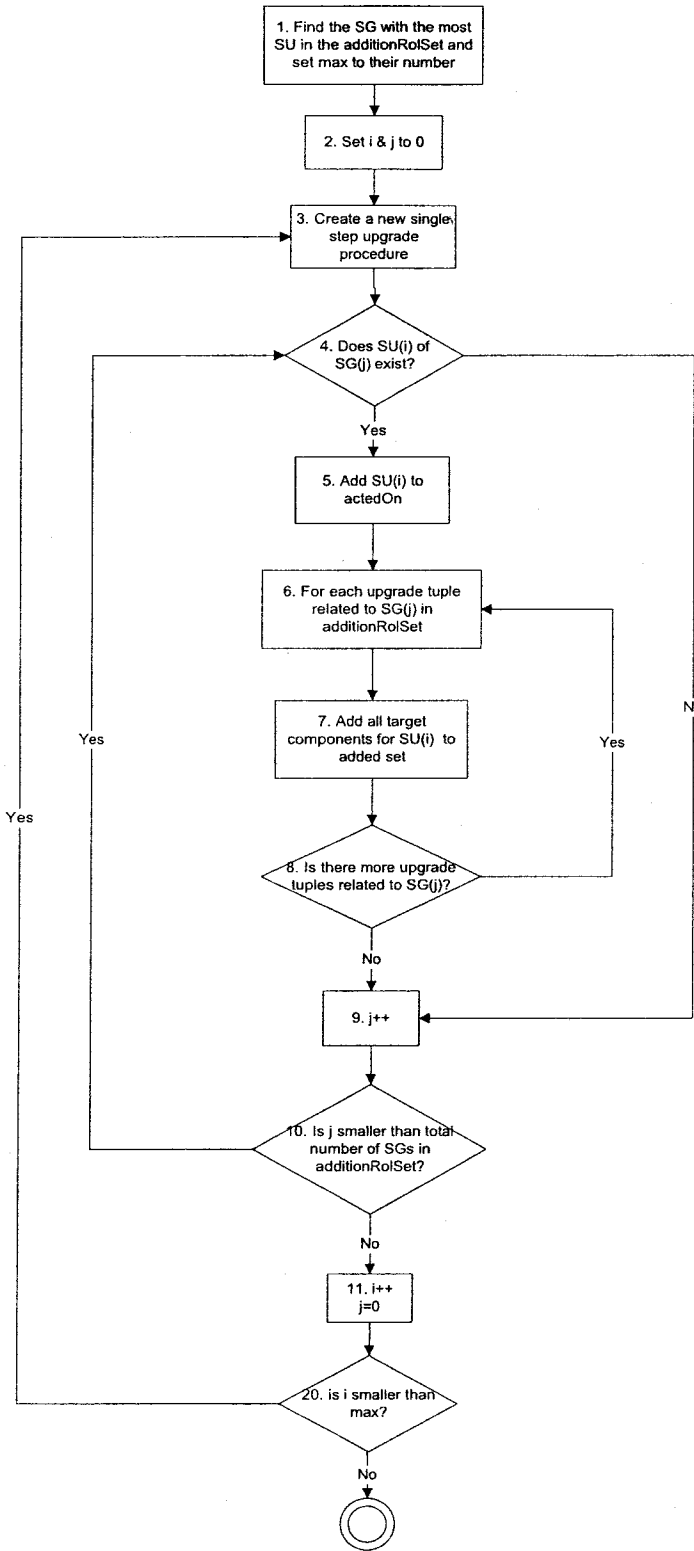 1. Find the SG with the most
SU in the additionRolSet and
set max to their number
2. Set i & j to 0
3. Create a new single
step upgrade
procedure
4. Does SU(i) of
SG(j) exist?
Yes
5. Add SU(i) to
actedOn
6. For each upgrade tuple
related to SG(j) in
additionRolSet
7. Add all target
components for SU(i) to
added set
N
Yes
Yes
Yes
8. Is there more upgrade
tuples related to SG(j)?
No
9. j++
10. Is j smaller than total
number of SGs in
additionRolSet?
No
11. i++
j=0
20. is i smaller than
max?
No